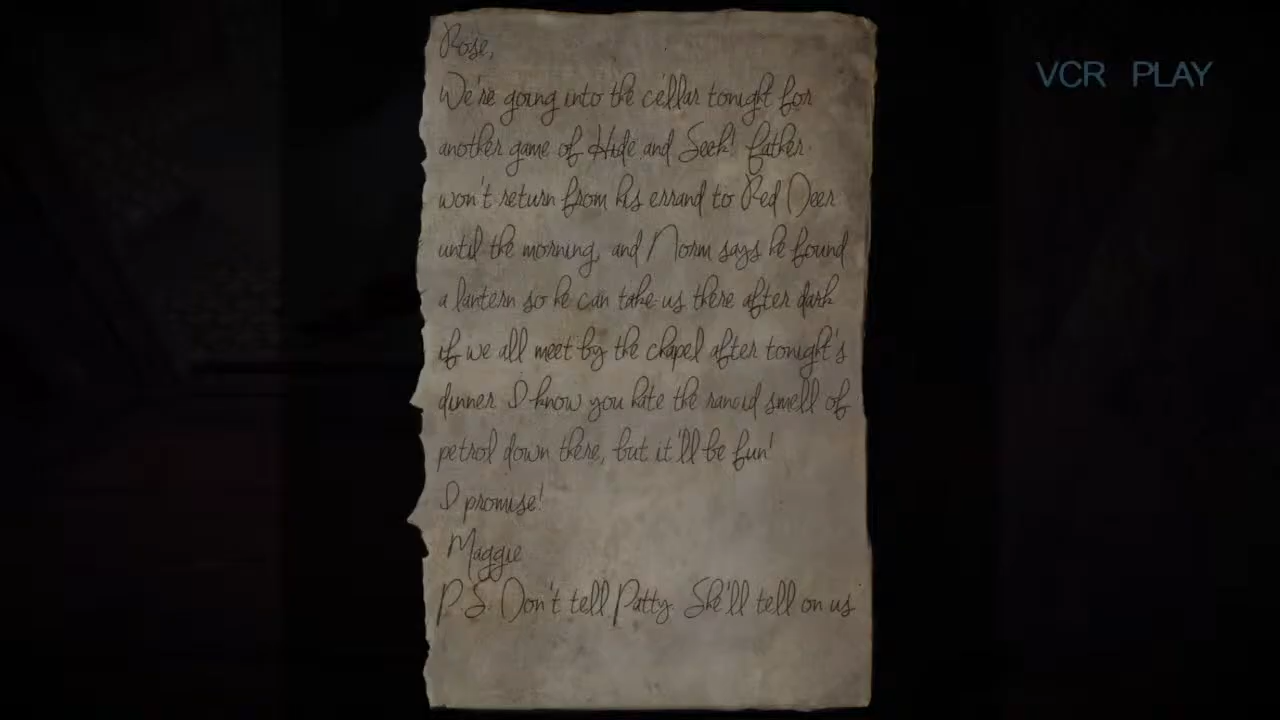 Rose,
VCR PLAY
We're going into the cellar tonight for
another game of Hide and Seek! Father
won't return from his errand to Red Deer
until the morning, and Norm says he found
a lantern so he can take us there after dark
if we all meet by the chapel after tonight's
dinner. I know you hate the rancid smell of
petrol down there, but it'll be fun!
I promise!
Maggie
P.S. Don't tell Patty. She'll tell on us